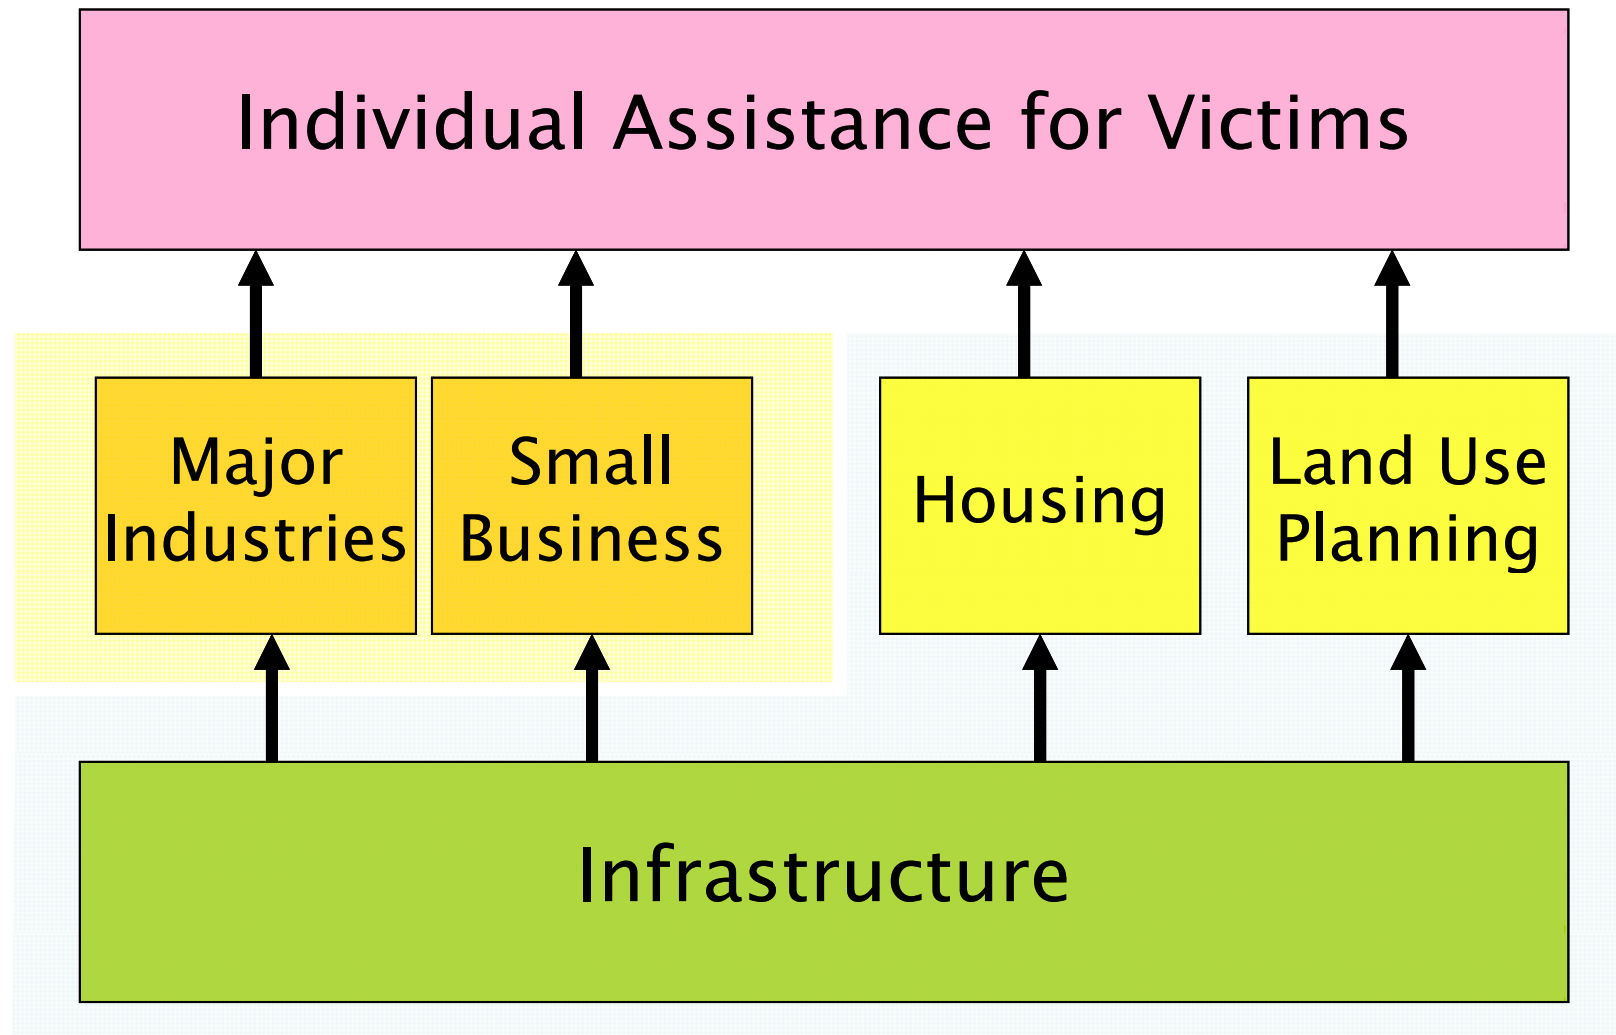 Individual Assistance for Victims
Major
Industries
Small
Business
Housing
Land Use
Planning
Infrastructure